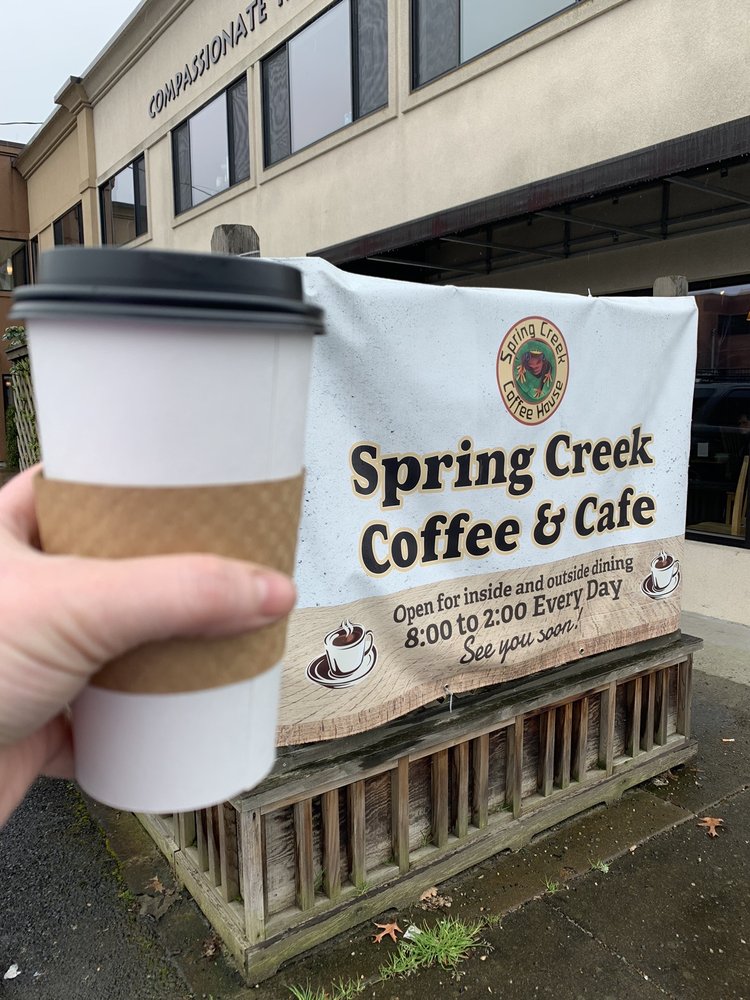 COMPASSIONATE
Spring Creek
Coffee House
Spring Creek
Coffee & Cafe
Open for inside and outside dining
8:00 to 2:00 Every Day
See you soon!